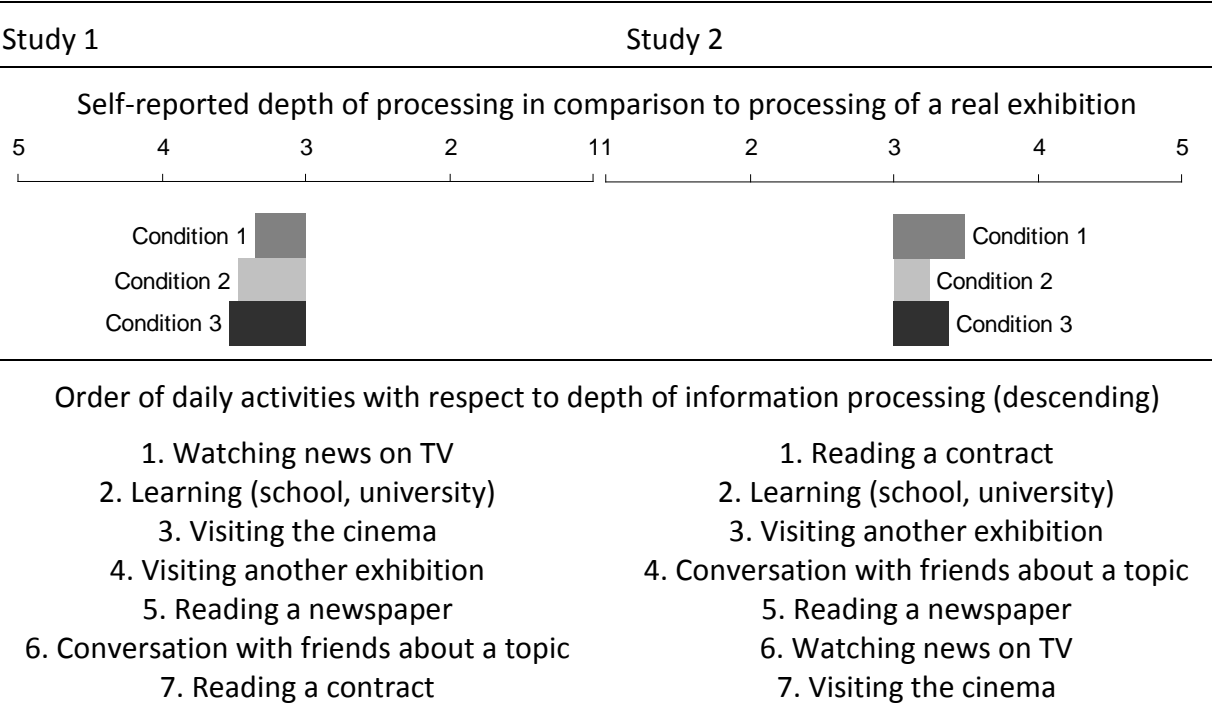 Study 1 Study 2
Self-reported depth of processing in comparison to processing of a real exhibition
5 4 3 2 1 1 2 3 4 5
Condition 1 Condition 1
Condition 2 Condition 2
Condition 3 Condition 3
Order of daily activities with respect to depth of information processing (descending)
1. Watching news on TV 1. Reading a contract
2. Learning (school, university) 2. Learning (school, university)
3. Visiting the cinema 3. Visiting another exhibition
4. Visiting another exhibition 4. Conversation with friends about a topic
5. Reading a newspaper 5. Reading a newspaper
6. Conversation with friends about a topic 6. Watching news on TV
7. Reading a contract 7. Visiting the cinema